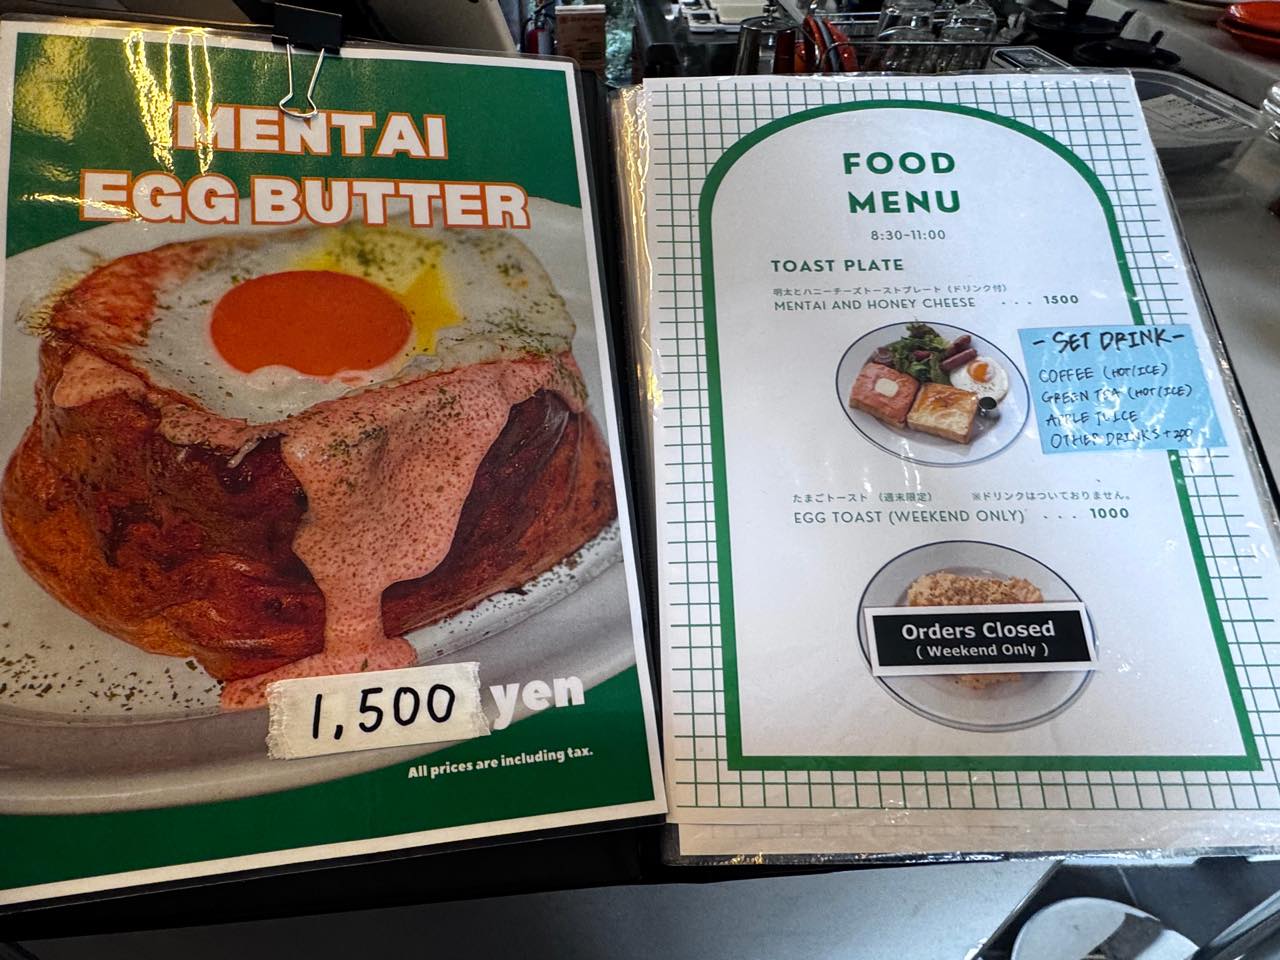 MENTAI
EGG BUTTER
1,500 yen
All prices are including tax.
FOOD
MENU
8:30-11:00
TOAST PLATE
明太とハニーチーズトーストプレート（ドリンク付）
MENTAI AND HONEY CHEESE . . . 1500
- SET DRINK -
COFFEE (HOT/ICE)
GREEN TEA (HOT/ICE)
APPLE JUICE
OTHER DRINKS +200
たまごトースト（週末限定） ※ドリンクはついておりません。
EGG TOAST (WEEKEND ONLY) . . . 1000
Orders Closed
( Weekend Only )